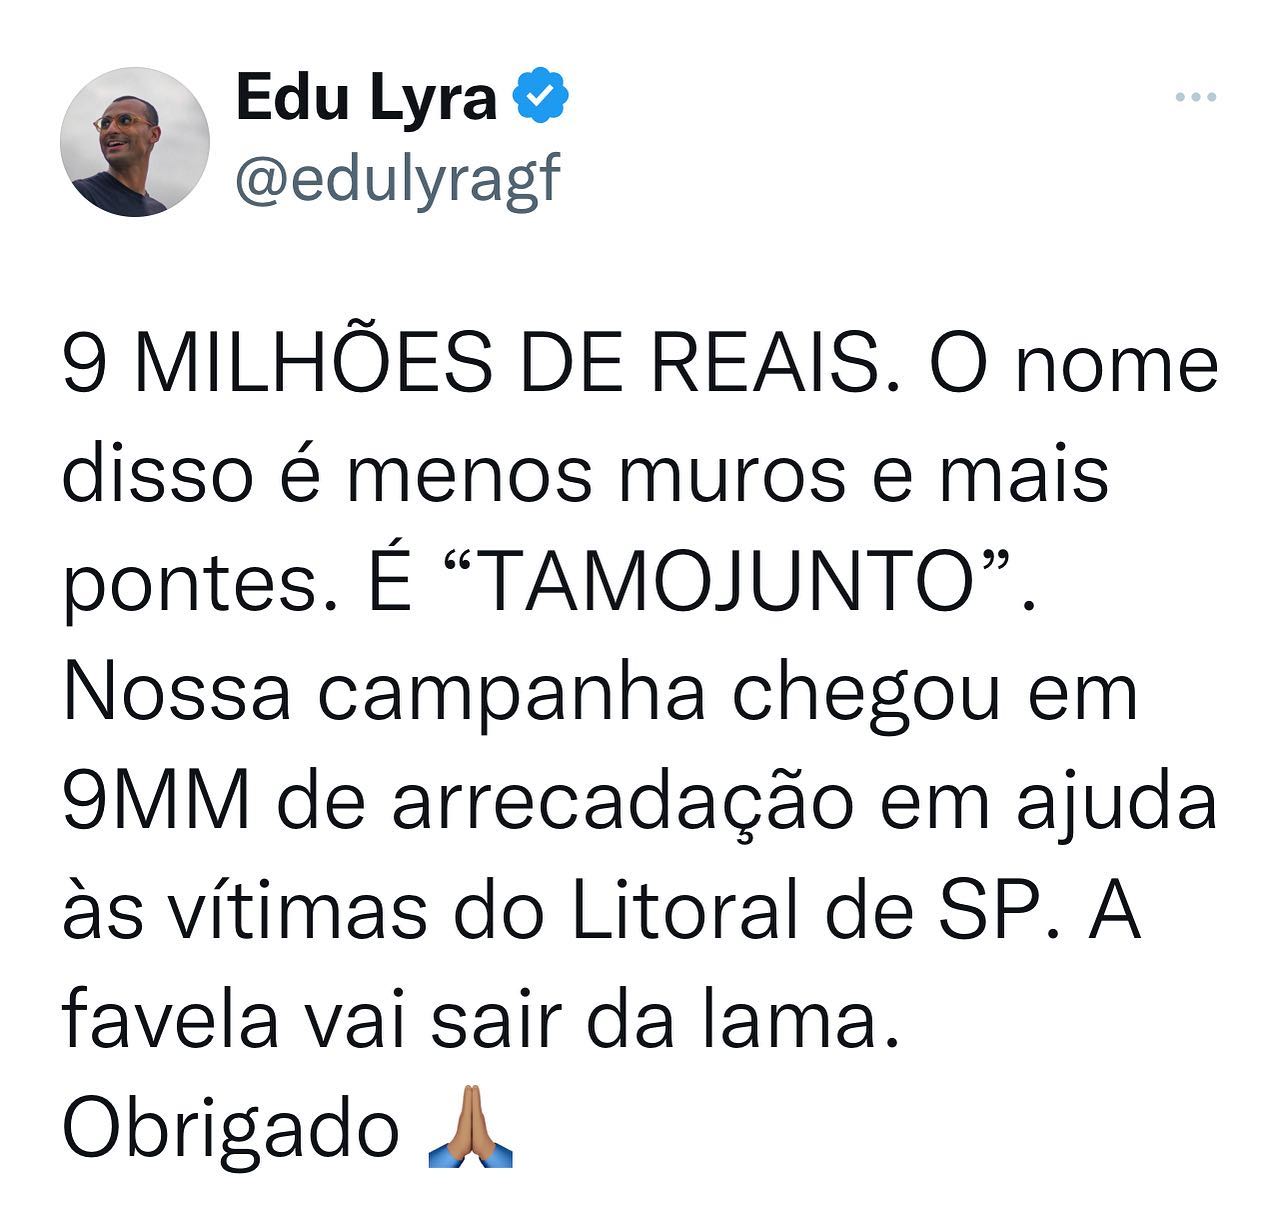 Edu Lyra
@edulyragf
9 MILHÕES DE REAIS. O nome
disso é menos muros e mais
pontes. É “TAMOJUNTO”.
Nossa campanha chegou em
9MM de arrecadação em ajuda
às vítimas do Litoral de SP. A
favela vai sair da lama.
Obrigado 🙏🏽